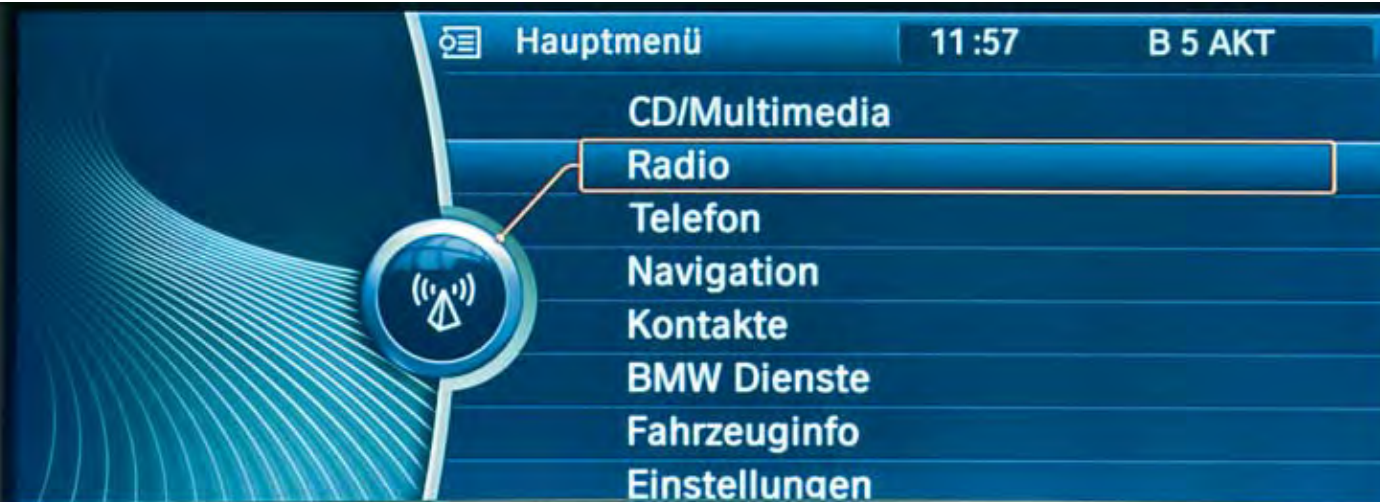 Hauptmenü 11:57 B 5 AKT
CD/Multimedia
Radio
Telefon
Navigation
Kontakte
BMW Dienste
Fahrzeuginfo
Einstellungen